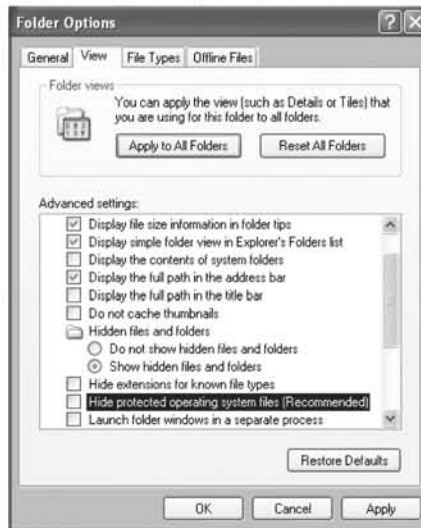 Folder Options
General View File Types Offline Files
Folder views
You can apply the view (such as Details or Tiles) that
you are using for this folder to all folders.
Apply to All Folders Reset All Folders
Advanced settings:
Display file size information in folder tips
Display simple folder view in Explorer's Folders list
Display the contents of system folders
Display the full path in the address bar
Display the full path in the title bar
Do not cache thumbnails
Hidden files and folders
Do not show hidden files and folders
Show hidden files and folders
Hide extensions for known file types
Hide protected operating system files (Recommended)
Launch folder windows in a separate process
Restore Defaults
OK Cancel Apply